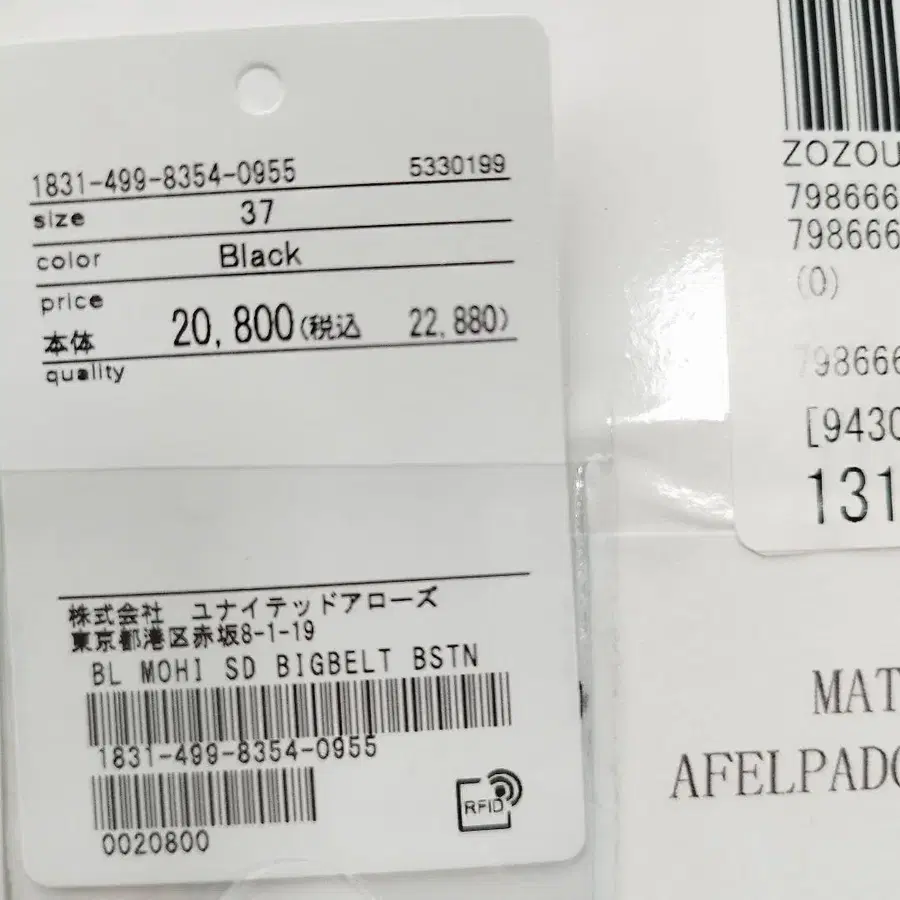 1831-499-8354-0955 5330199
size 37
color Black
price
本体 20,800(税込 22,880)
quality
株式会社 ユナイテッドアローズ
東京都港区赤坂8-1-19
BL MOHI SD BIGBELT BSTN
1831-499-8354-0955
RFID
0020800
ZOZOU
798666
798666
(0)
798666
[9430
131
MAT
AFELPADO